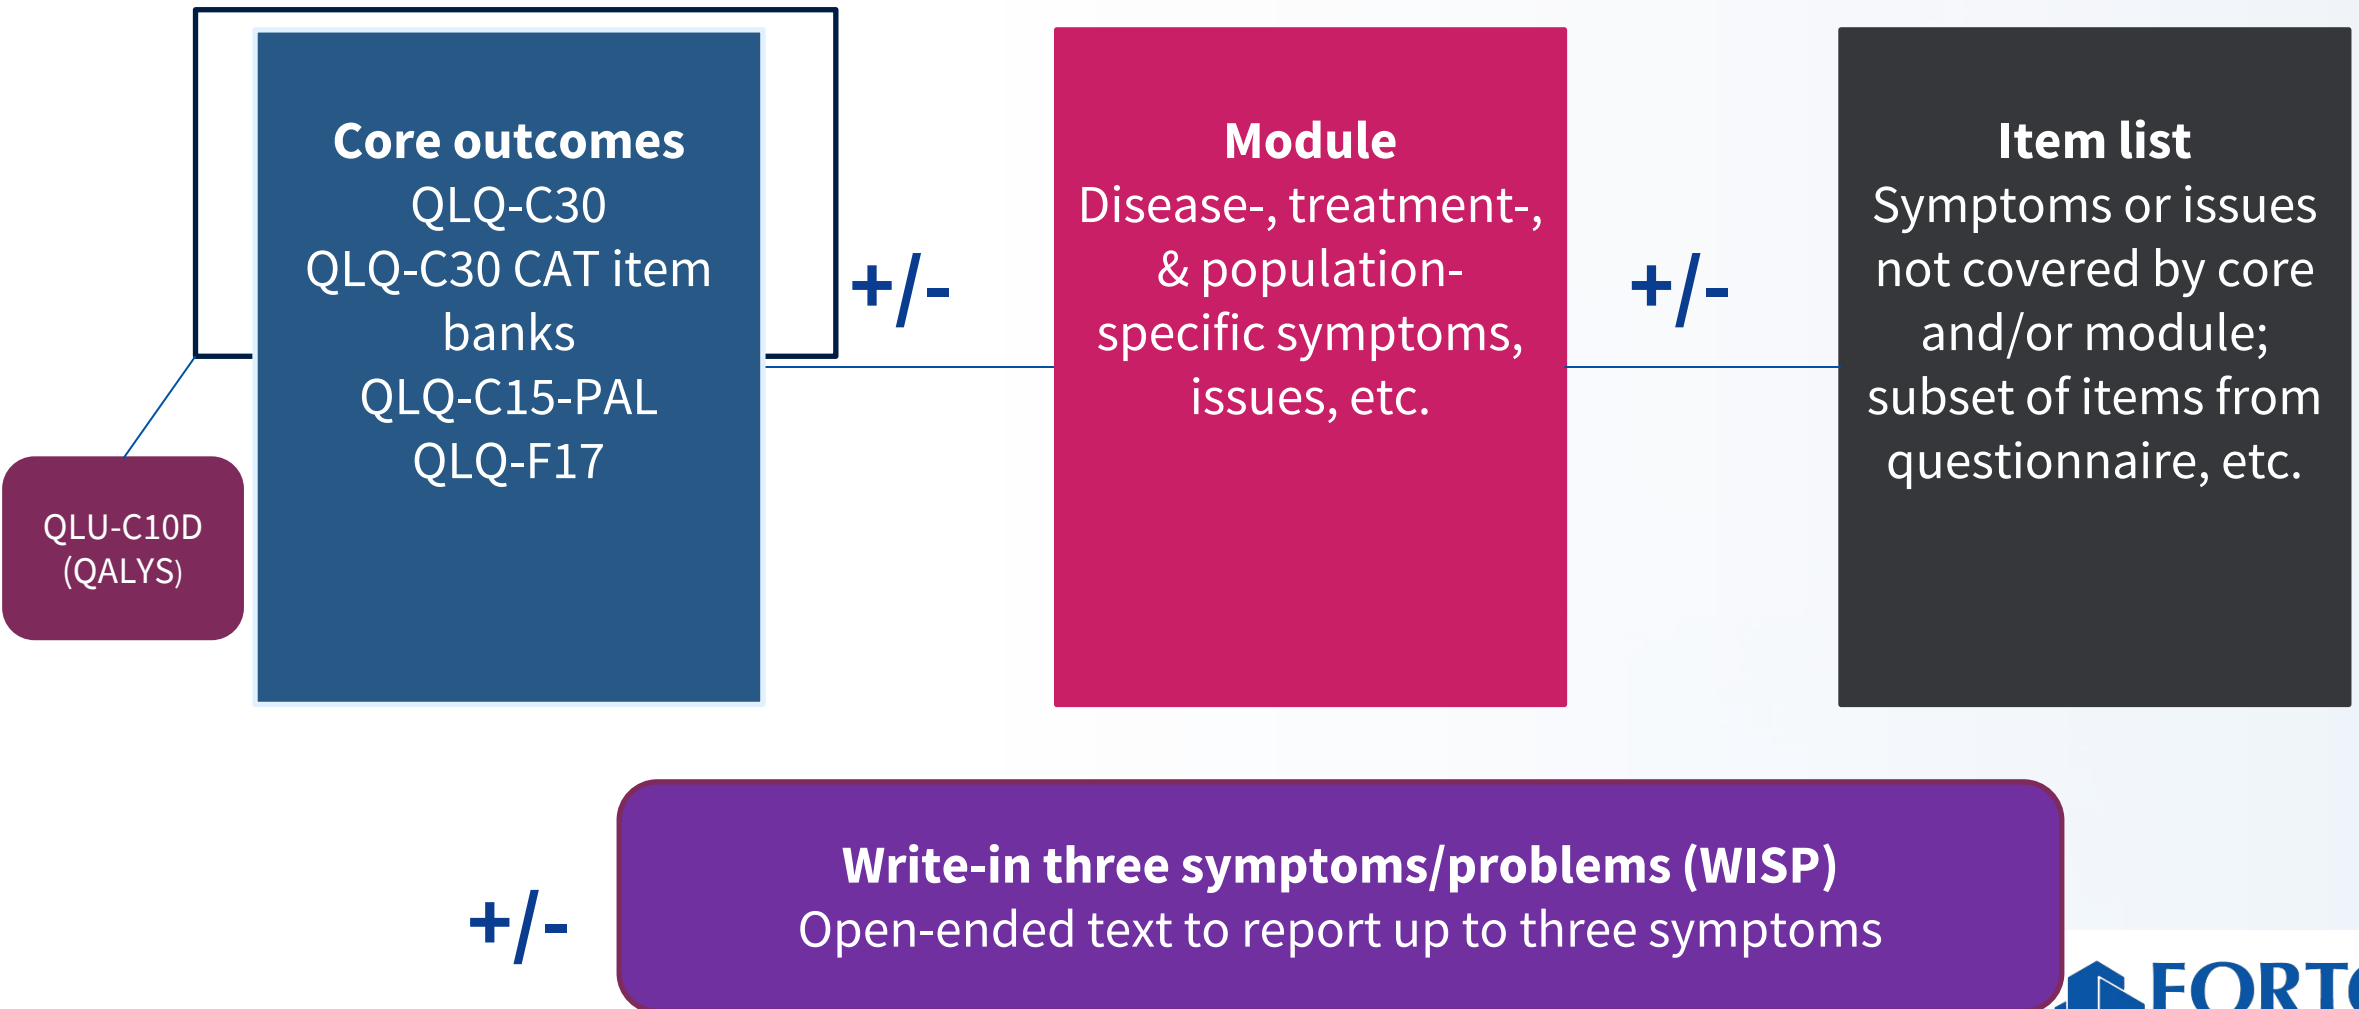 Core outcomes
QLQ-C30
QLQ-C30 CAT item
banks
QLQ-C15-PAL
QLQ-F17
+/-
Module
Disease-, treatment-,
& population-
specific symptoms,
issues, etc.
+/-
Item list
Symptoms or issues
not covered by core
and/or module;
subset of items from
questionnaire, etc.
QLU-C10D
(QALYS)
+/-
Write-in three symptoms/problems (WISP)
Open-ended text to report up to three symptoms